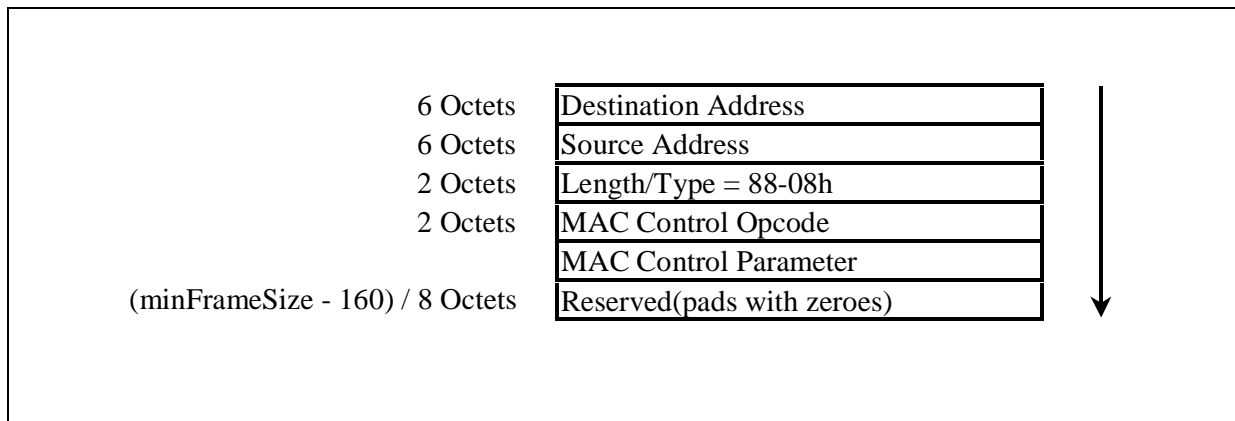 6 Octets Destination Address
6 Octets Source Address
2 Octets Length/Type = 88-08h
2 Octets MAC Control Opcode
MAC Control Parameter
(minFrameSize - 160) / 8 Octets Reserved(pads with zeroes)